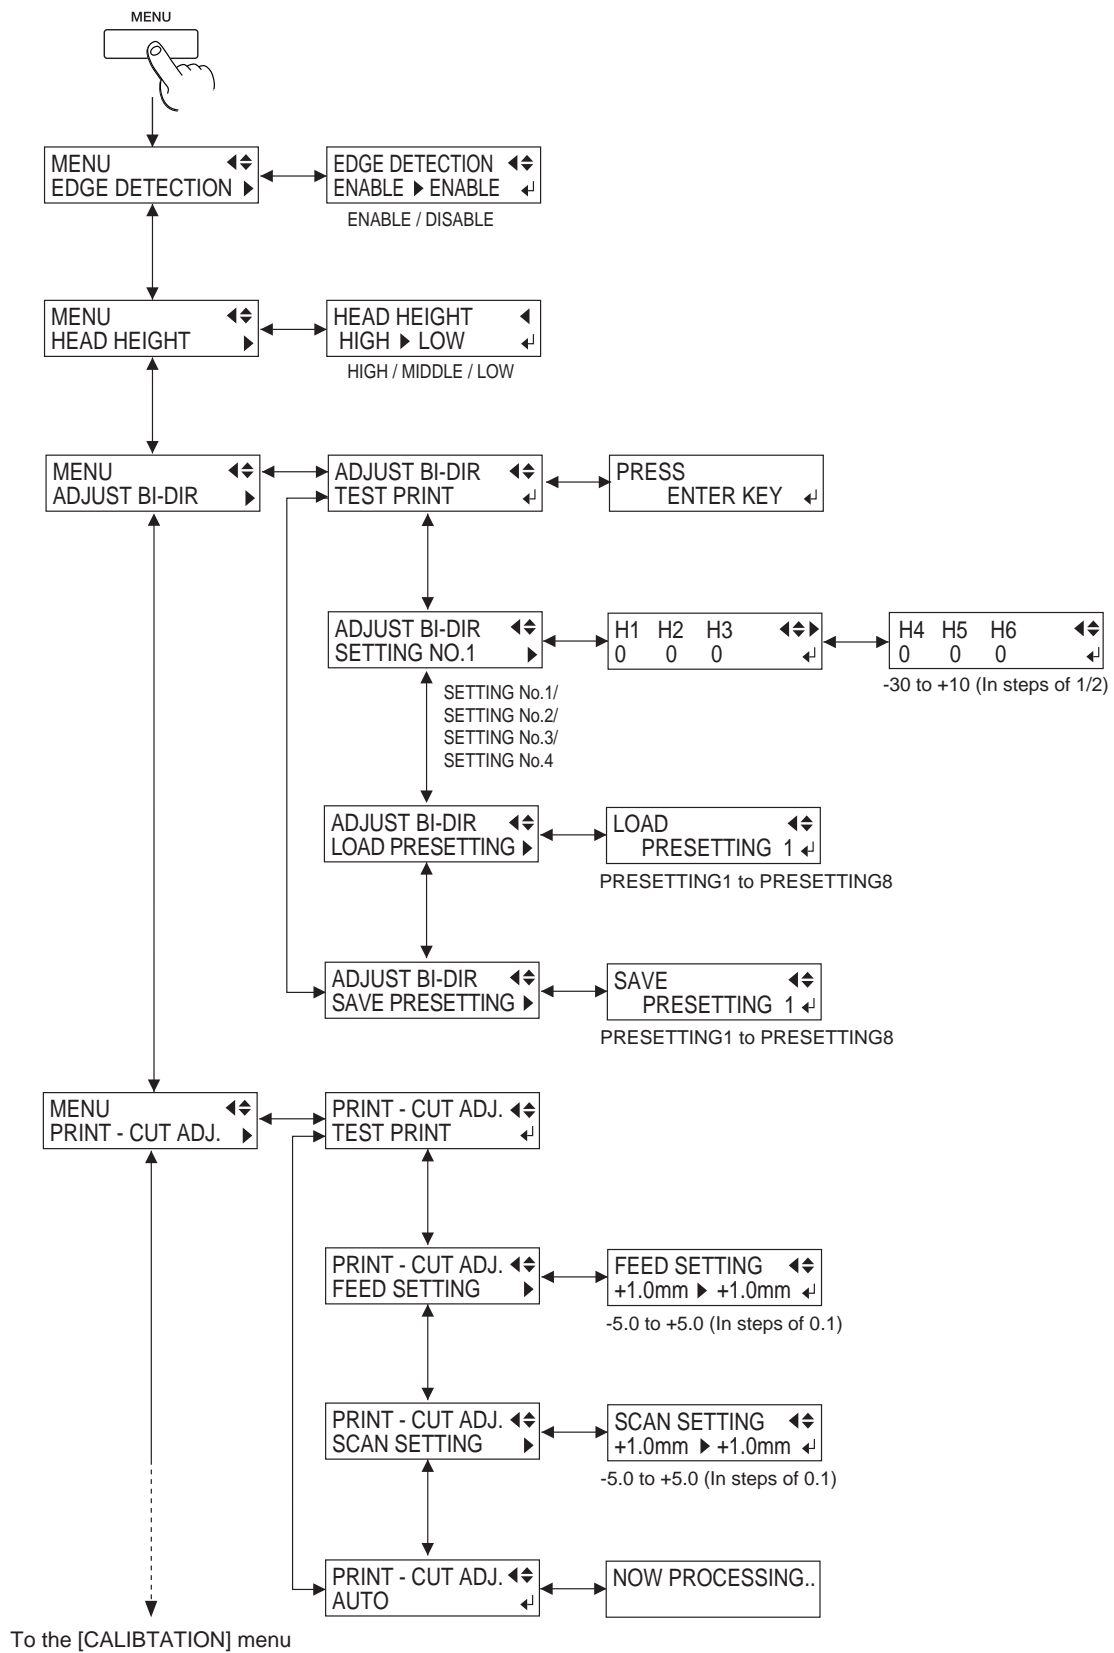 MENU
MENU
EDGE DETECTION
EDGE DETECTION
ENABLE ENABLE
ENABLE / DISABLE
MENU
HEAD HEIGHT
HEAD HEIGHT
HIGH LOW
HIGH / MIDDLE / LOW
MENU
ADJUST BI-DIR
ADJUST BI-DIR
TEST PRINT
PRESS
ENTER KEY
ADJUST BI-DIR
SETTING NO.1
H1 H2 H3
0 0 0
H4 H5 H6
0 0 0
-30 to +10 (In steps of 1/2)
SETTING No.1/
SETTING No.2/
SETTING No.3/
SETTING No.4
ADJUST BI-DIR
LOAD PRESETTING
LOAD
PRESETTING 1
PRESETTING1 to PRESETTING8
ADJUST BI-DIR
SAVE PRESETTING
SAVE
PRESETTING 1
PRESETTING1 to PRESETTING8
MENU
PRINT - CUT ADJ.
PRINT - CUT ADJ.
TEST PRINT
PRINT - CUT ADJ.
FEED SETTING
FEED SETTING
+1.0mm +1.0mm
-5.0 to +5.0 (In steps of 0.1)
PRINT - CUT ADJ.
SCAN SETTING
SCAN SETTING
+1.0mm +1.0mm
-5.0 to +5.0 (In steps of 0.1)
PRINT - CUT ADJ.
AUTO
NOW PROCESSING..
To the [CALIBTATION] menu